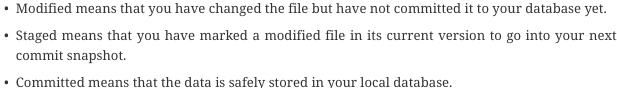 • Modified means that you have changed the file but have not committed it to your database yet.
• Staged means that you have marked a modified file in its current version to go into your next
commit snapshot.
• Committed means that the data is safely stored in your local database.